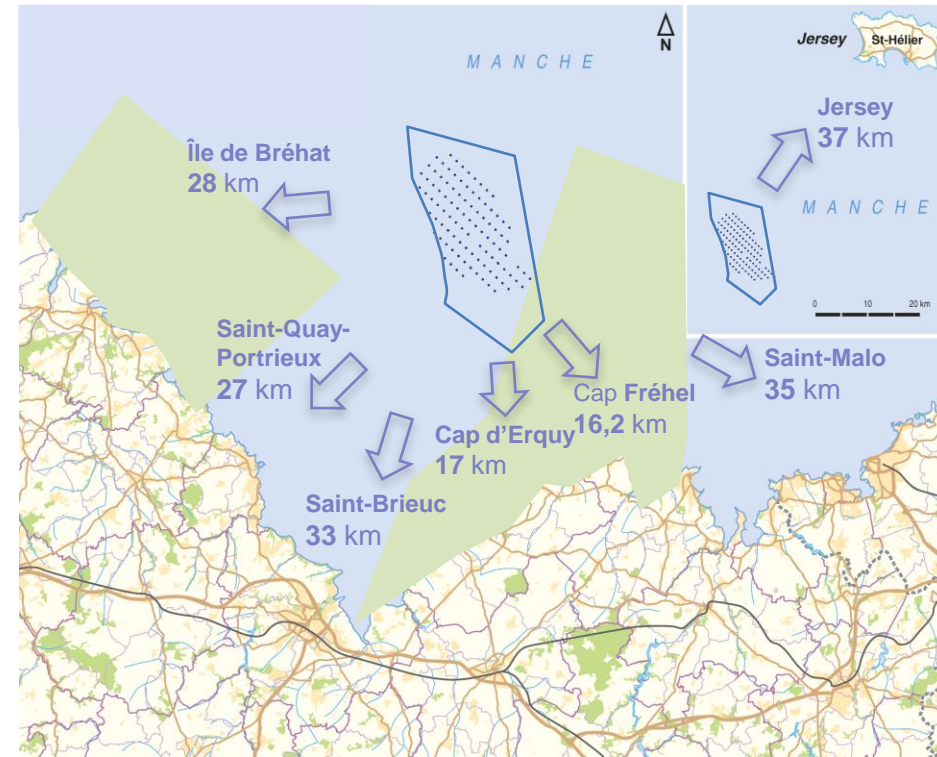 N
MANCHE
Jersey
St-Hélier
Jersey
37 km
MANCHE
0 10 20 km
Île de Bréhat
28 km
Saint-Quay-
Portrieux
27 km
Saint-Brieuc
33 km
Cap d'Erquy
17 km
Cap Fréhel
16,2 km
Saint-Malo
35 km